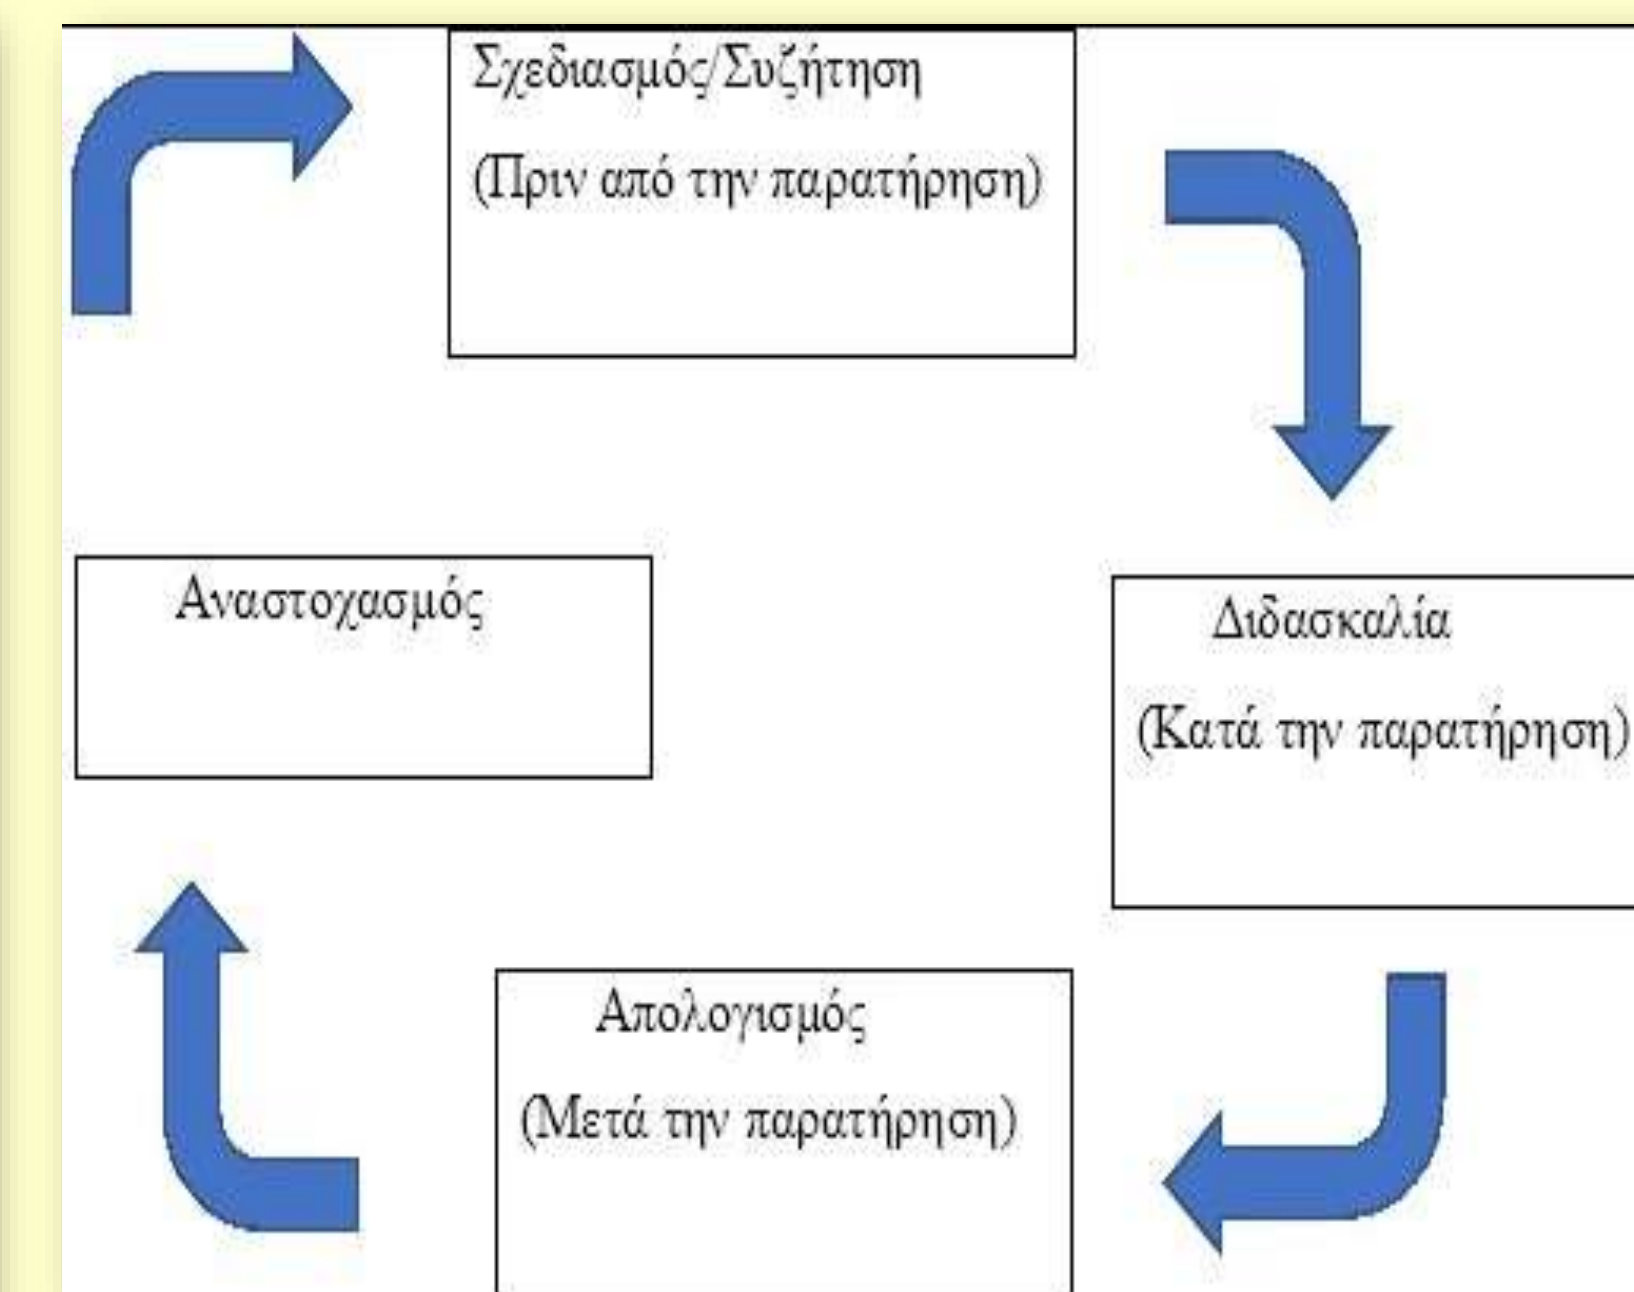 Σχεδιασμός/Συζήτηση
(Πριν από την παρατήρηση)
Διδασκαλία
(Κατά την παρατήρηση)
Απολογισμός
(Μετά την παρατήρηση)
Αναστοχασμός